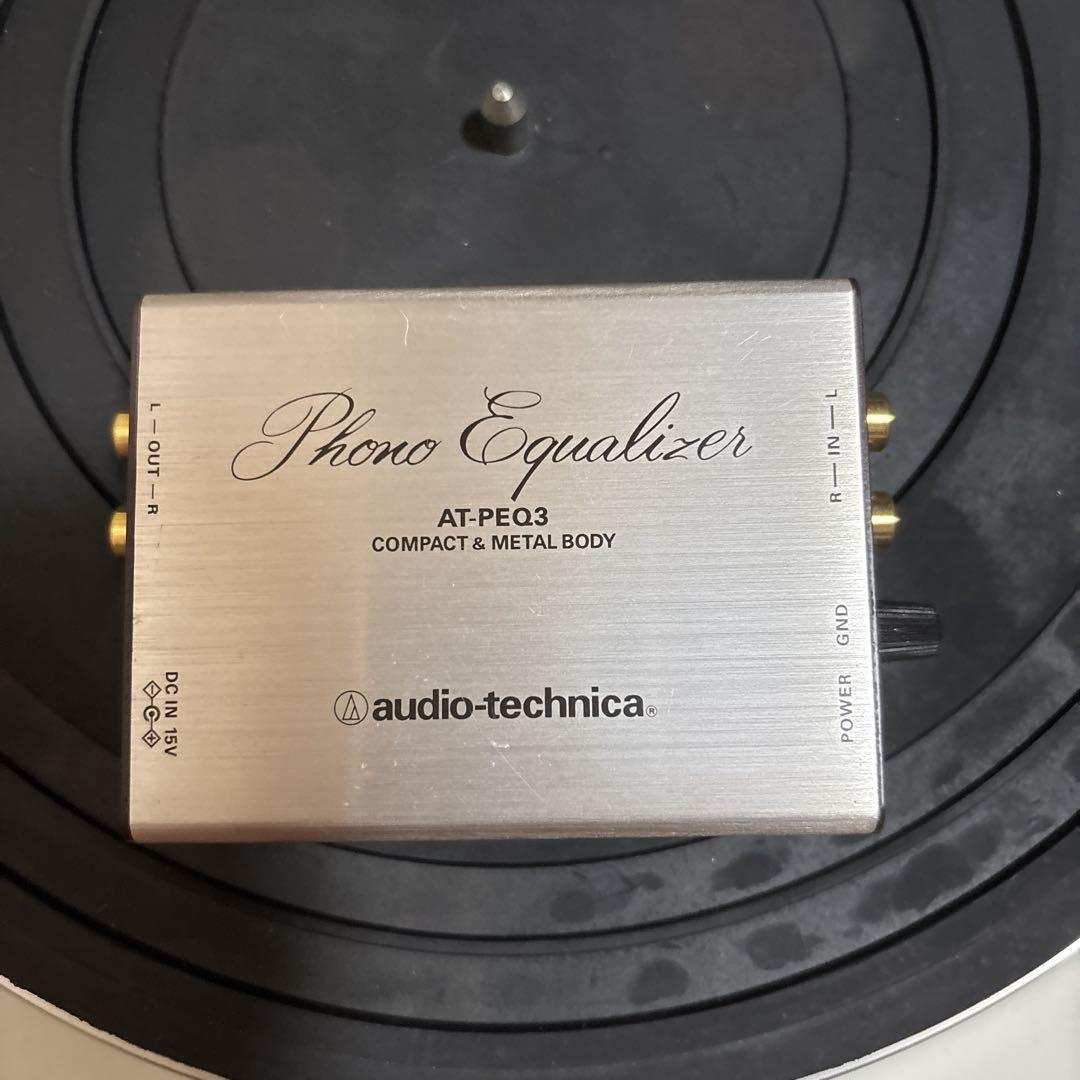 Phono Equalizer
AT-PEQ3
COMPACT & METAL BODY
audio-technica®
L — OUT — R
DC IN 15V
R — IN — L
POWER GND